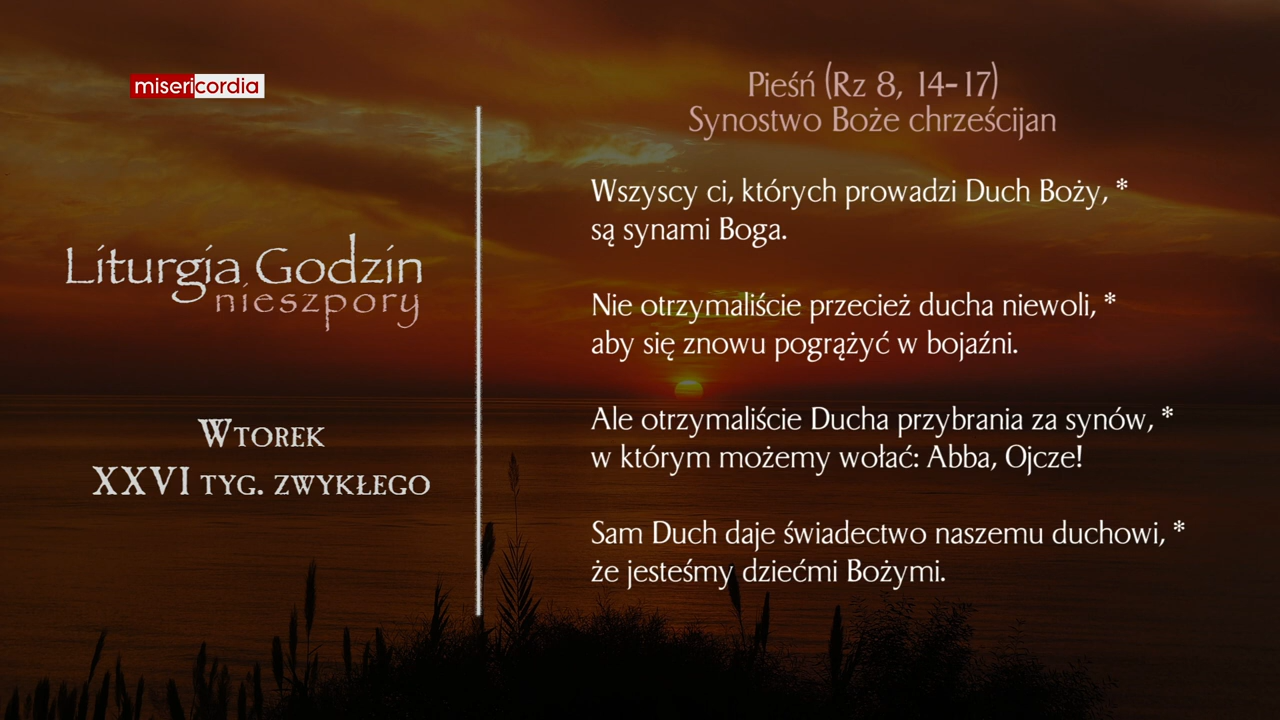 misericordia
Liturgia Godzin
nieszpory
Wtorek
XXVI tyg. zwykłego
Pieśń (Rz 8, 14-17)
Synostwo Boże chrześcijan
Wszyscy ci, których prowadzi Duch Boży, *
są synami Boga.
Nie otrzymaliście przecież ducha niewoli, *
aby się znowu pogrążyć w bojaźni.
Ale otrzymaliście Ducha przybrania za synów, *
w którym możemy wołać: Abba, Ojcze!
Sam Duch daje świadectwo naszemu duchowi, *
że jesteśmy dziećmi Bożymi.